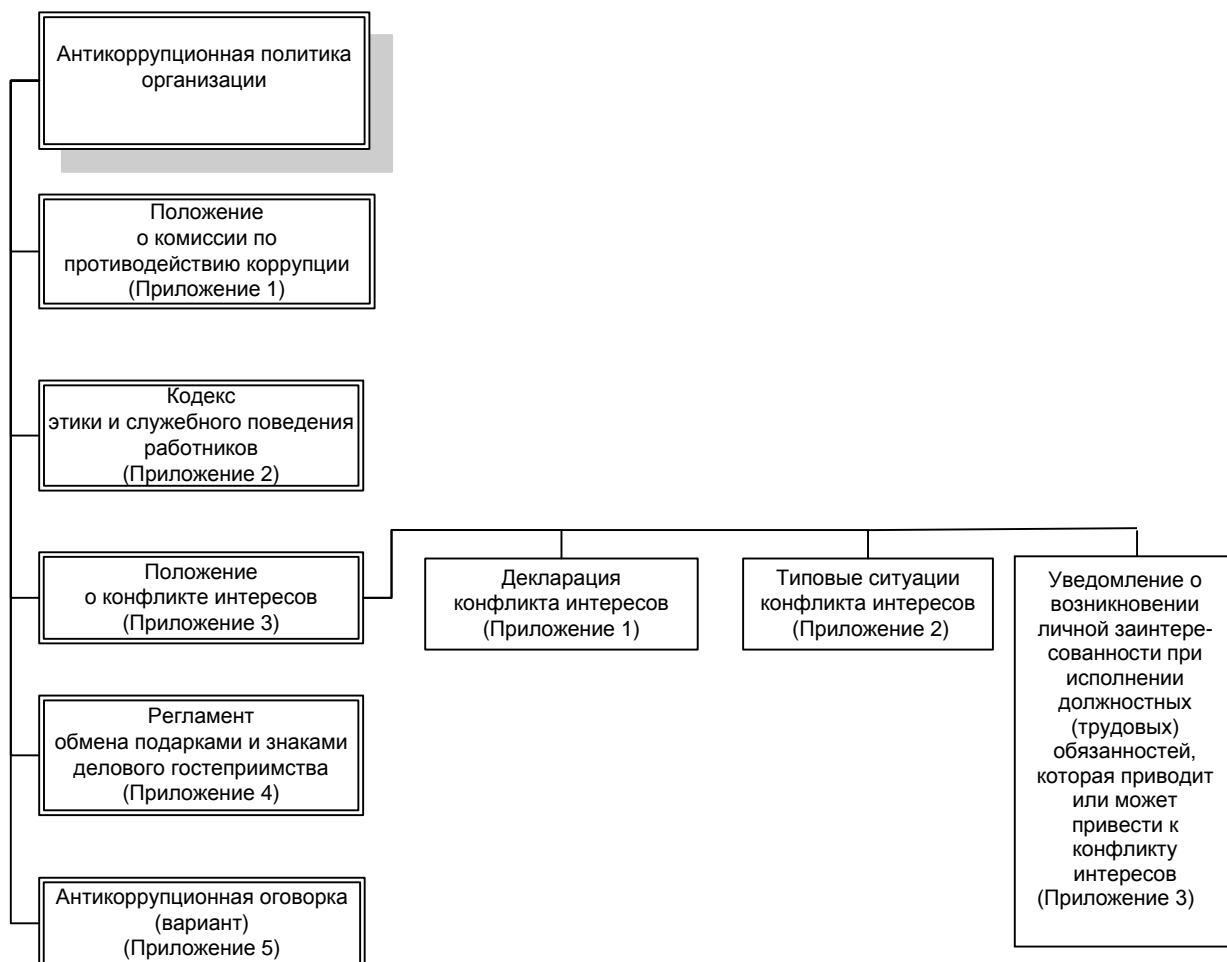 Антикоррупционная политика
организации
Положение
о комиссии по
противодействию коррупции
(Приложение 1)
Кодекс
этики и служебного поведения
работников
(Приложение 2)
Положение
о конфликте интересов
(Приложение 3)
Декларация
конфликта интересов
(Приложение 1)
Типовые ситуации
конфликта интересов
(Приложение 2)
Уведомление о
возникновении
личной заинтере-
сованности при
исполнении
должностных
(трудовых)
обязанностей,
которая приводит
или может
привести к
конфликту
интересов
(Приложение 3)
Регламент
обмена подарками и знаками
делового гостеприимства
(Приложение 4)
Антикоррупционная оговорка
(вариант)
(Приложение 5)